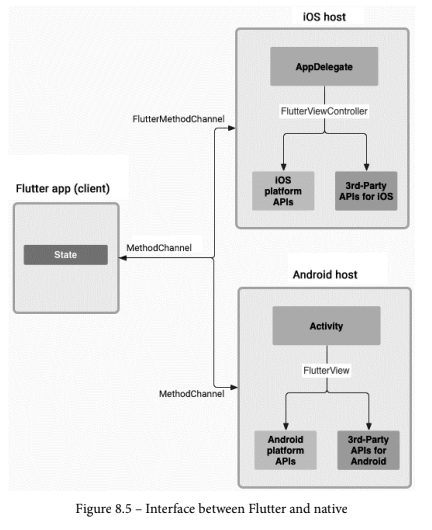 iOS host
AppDelegate
FlutterViewController
FlutterMethodChannel
iOS
platform
APIs
3rd-Party
APIs for iOS
Flutter app (client)
State
MethodChannel
Android host
Activity
FlutterView
MethodChannel
Android
platform
APIs
3rd-Party
APIs for
Android
Figure 8.5 – Interface between Flutter and native